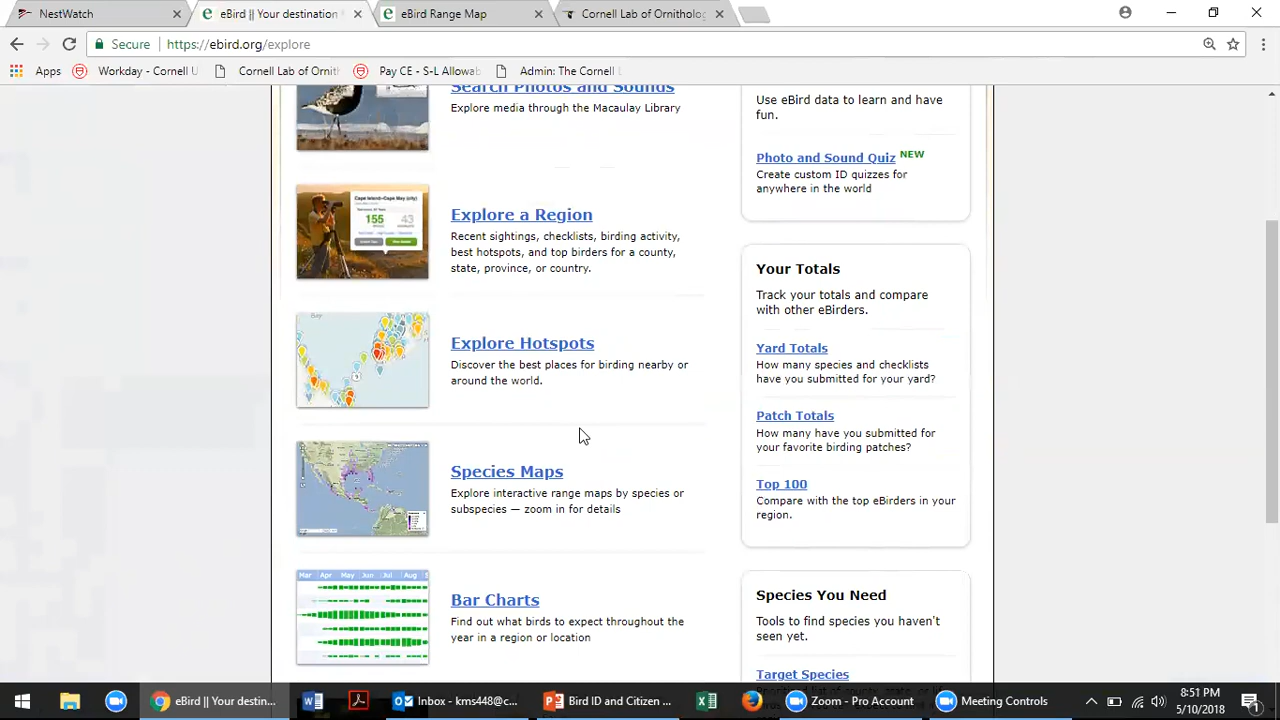 NestWatch
eBird || Your destination
eBird Range Map
Cornell Lab of Ornitholog
Secure
https://ebird.org/explore
Apps
Workday - Cornell U
Cornell Lab of Ornith
Pay CE - S-L Allowab
Admin: The Cornell L
Search Photos and Sounds
Explore media through the Macaulay Library
Cape Island--Cape May (city)
155
43
Explore a Region
Recent sightings, checklists, birding activity,
best hotspots, and top birders for a county,
state, province, or country.
Explore Hotspots
Discover the best places for birding nearby or
around the world.
Species Maps
Explore interactive range maps by species or
subspecies — zoom in for details
Mar Apr May Jun Jul Aug S
Bar Charts
Find out what birds to expect throughout the
year in a region or location
Use eBird data to learn and have
fun.
Photo and Sound Quiz NEW
Create custom ID quizzes for
anywhere in the world
Your Totals
Track your totals and compare
with other eBirders.
Yard Totals
How many species and checklists
have you submitted for your yard?
Patch Totals
How many have you submitted for
your favorite birding patches?
Top 100
Compare with the top eBirders in your
region.
Species You Need
Tools to find species you haven't
seen yet.
Target Species
eBird || Your destin...
Inbox - kms448@c...
Bird ID and Citizen ...
Zoom - Pro Account
Meeting Controls
8:51 PM
5/10/2018